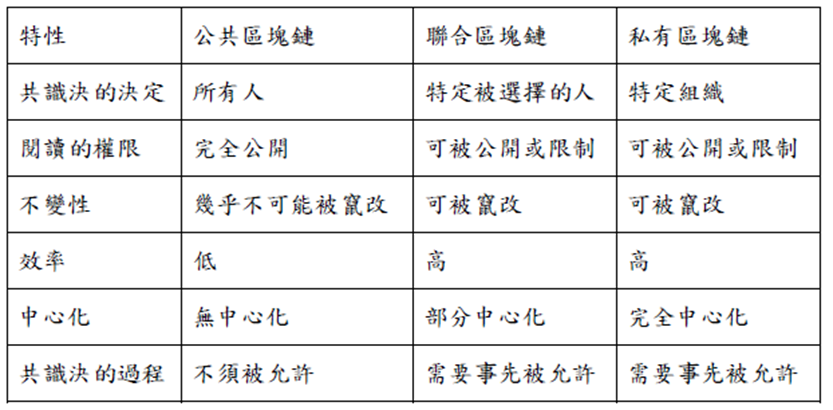 特性 公共區塊鏈 聯合區塊鏈 私有區塊鏈
共識決的決定 所有人 特定被選擇的人 特定組織
閱讀的權限 完全公開 可被公開或限制 可被公開或限制
不變性 幾乎不可能被竄改 可被竄改 可被竄改
效率 低 高 高
中心化 無中心化 部分中心化 完全中心化
共識決的過程 不須被允許 需要事先被允許 需要事先被允許